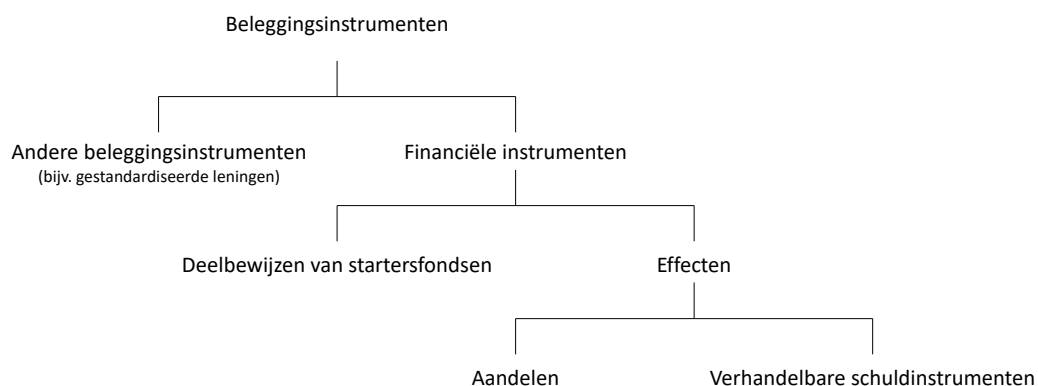 Beleggingsinstrumenten
Andere beleggingsinstrumenten
(bijv. gestandardiseerde leningen)
Financiële instrumenten
Deelbewijzen van startersfondsen
Effecten
Aandelen
Verhandelbare schuldinstrumenten